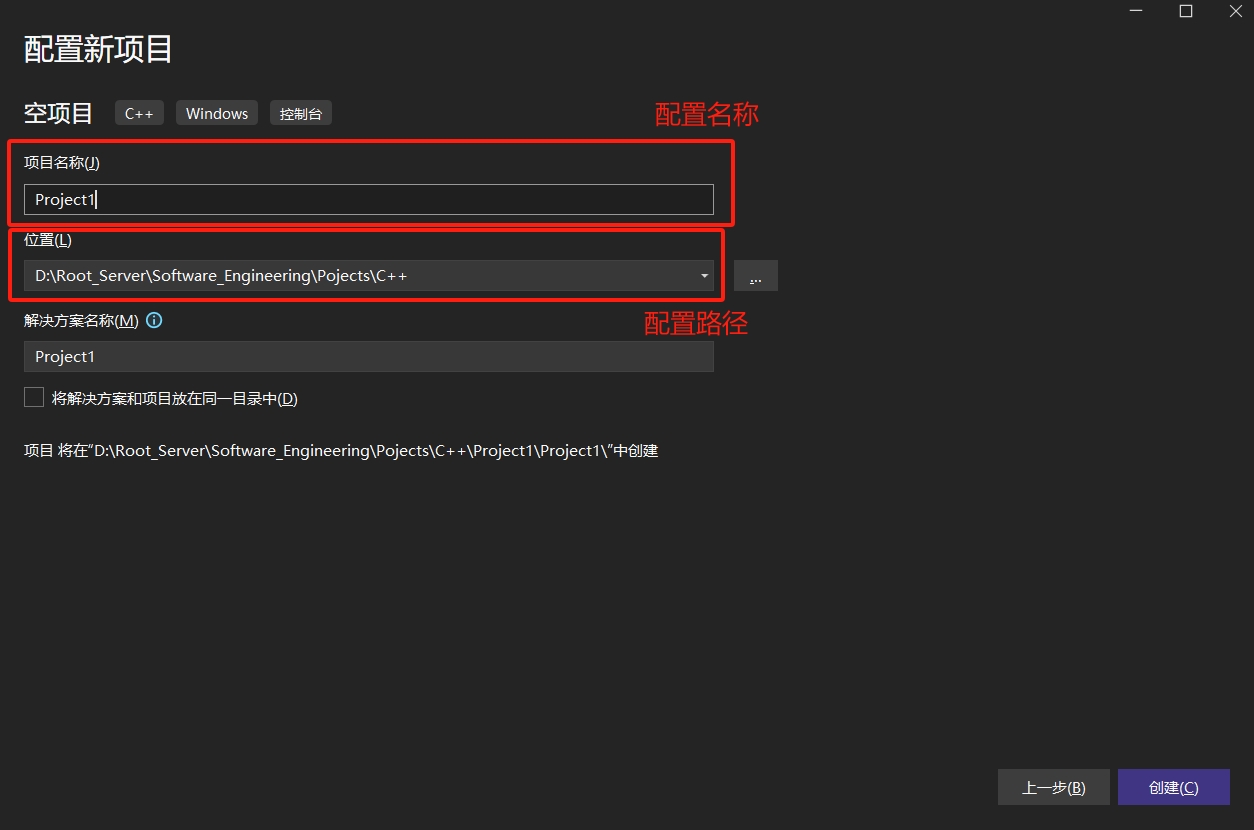 配置新项目
空项目 C++ Windows 控制台
配置名称
项目名称(J)
Project1
位置(L)
D:\Root_Server\Software_Engineering\Pojects\C++
...
配置路径
解决方案名称(M)
Project1
将解决方案和项目放在同一目录中(D)
项目 将在“D:\Root_Server\Software_Engineering\Pojects\C++\Project1\Project1\”中创建
上一步(B) 创建(C)